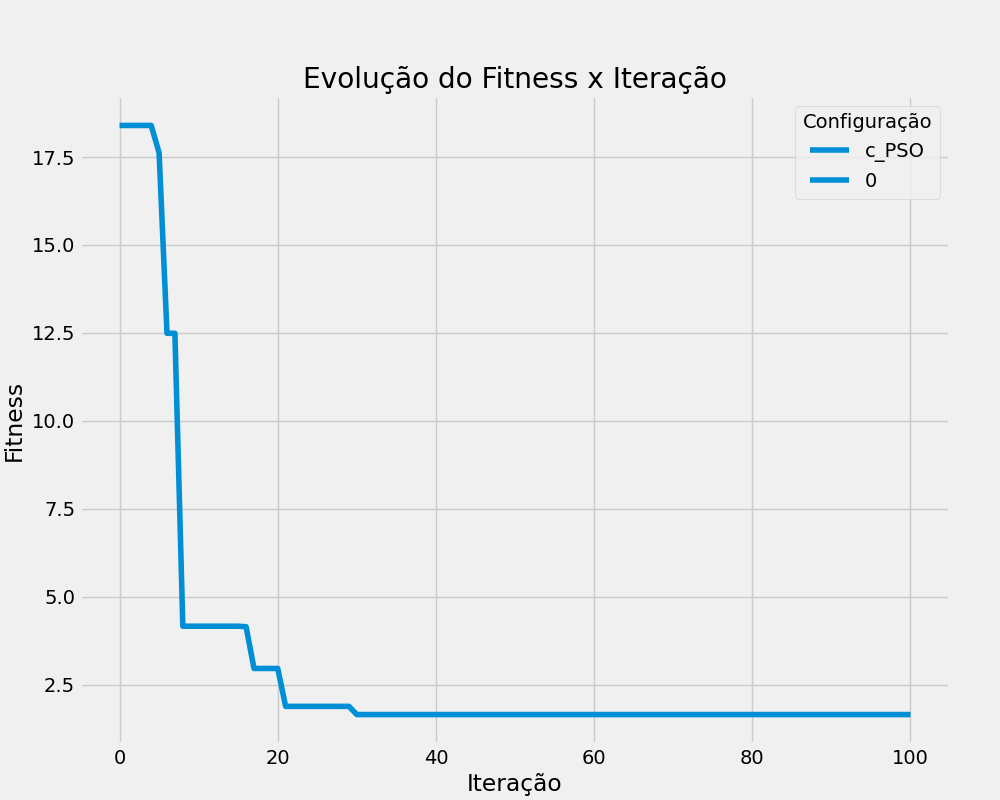 Evolução do Fitness x Iteração
Configuração
c_PSO
0
17.5
15.0
12.5
10.0
7.5
5.0
2.5
Fitness
0 20 40 60 80 100
Iteração